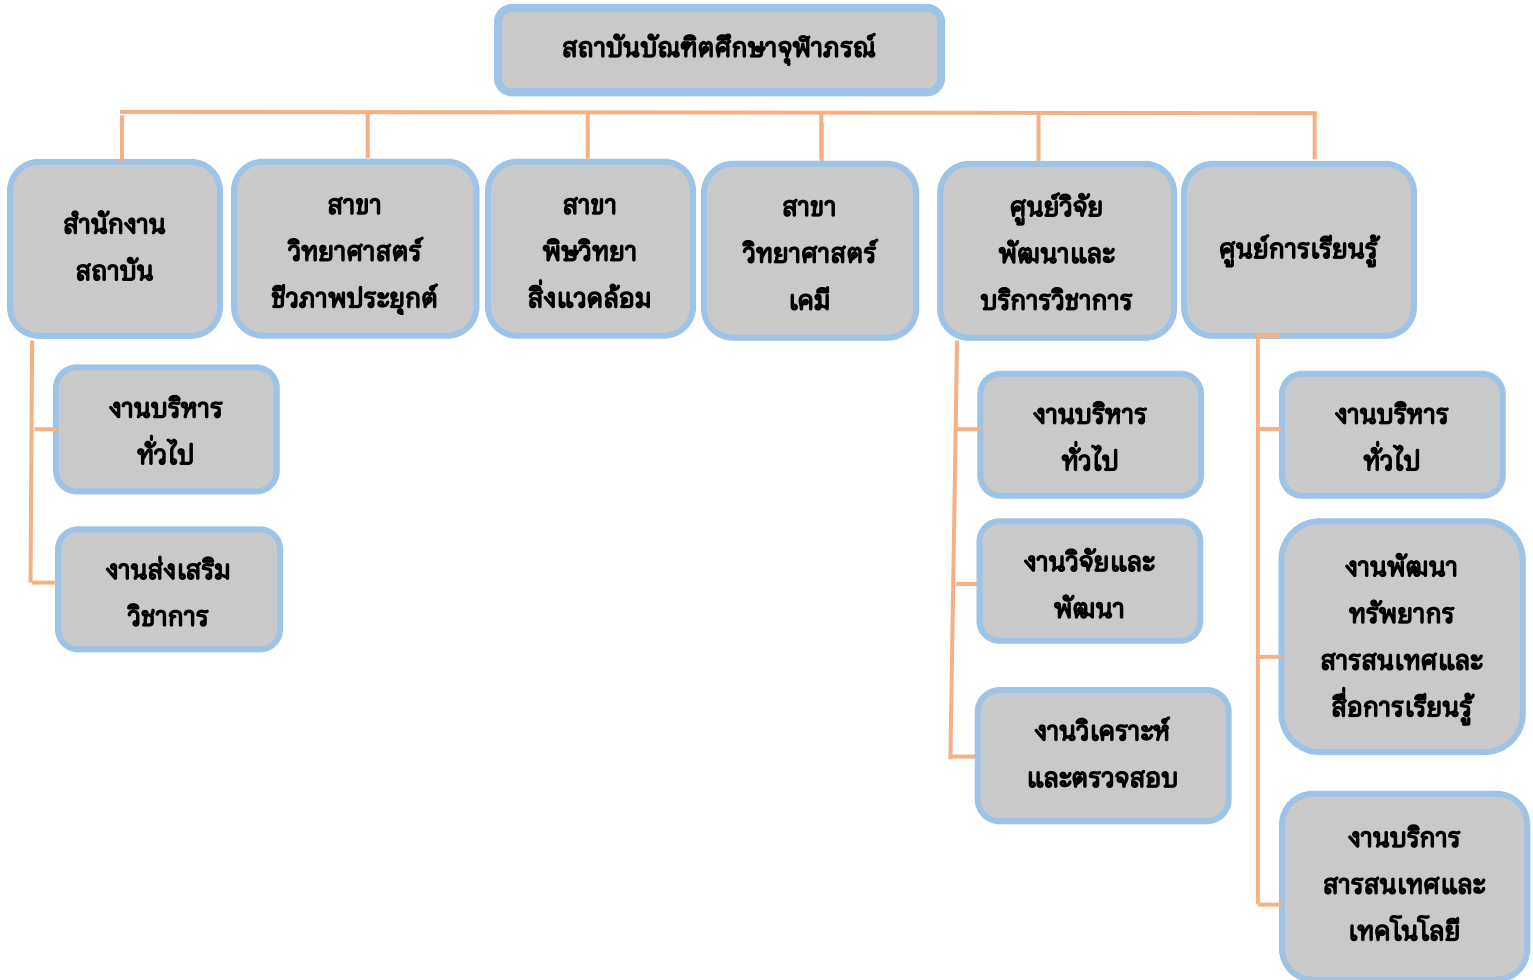 สถาบันบัณฑิตศึกษาจุฬาภรณ์
สำนักงาน
สถาบัน
สาขา
วิทยาศาสตร์
ชีวภาพประยุกต์
สาขา
พิษวิทยา
สิ่งแวดล้อม
สาขา
วิทยาศาสตร์
เคมี
ศูนย์วิจัย
พัฒนาและ
บริการวิชาการ
ศูนย์การเรียนรู้
งานบริหาร
ทั่วไป
งานส่งเสริม
วิชาการ
งานบริหาร
ทั่วไป
งานวิจัยและ
พัฒนา
งานวิเคราะห์
และตรวจสอบ
งานบริหาร
ทั่วไป
งานพัฒนา
ทรัพยากร
สารสนเทศและ
สื่อการเรียนรู้
งานบริการ
สารสนเทศและ
เทคโนโลยี